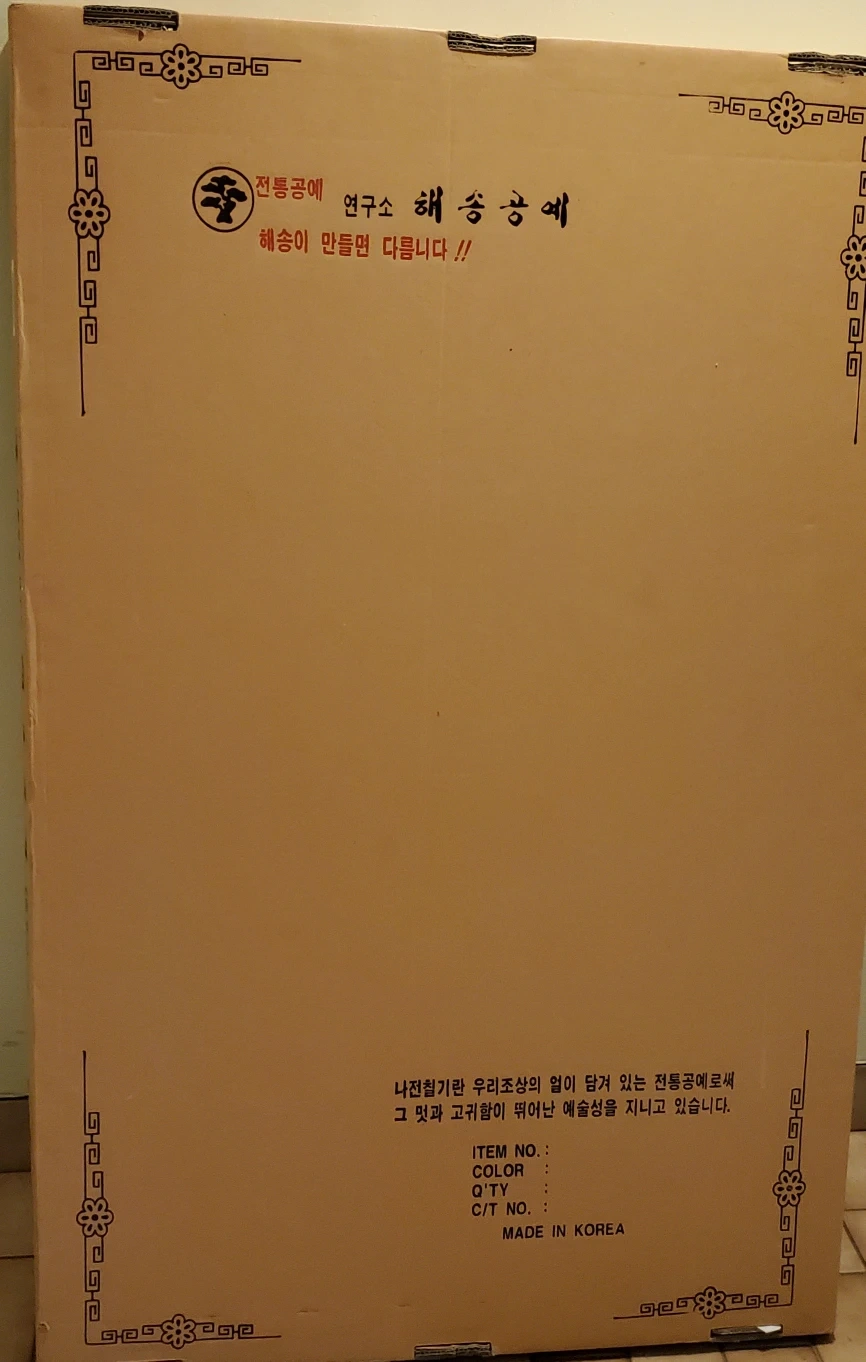 전통공예 연구소 해송공예
해송이 만들면 다릅니다 !!
나전칠기란 우리조상의 얼이 담겨 있는 전통공예로써
그 멋과 고귀함이 뛰어난 예술성을 지니고 있습니다.
ITEM NO. :
COLOR :
Q'TY :
C/T NO. :
MADE IN KOREA